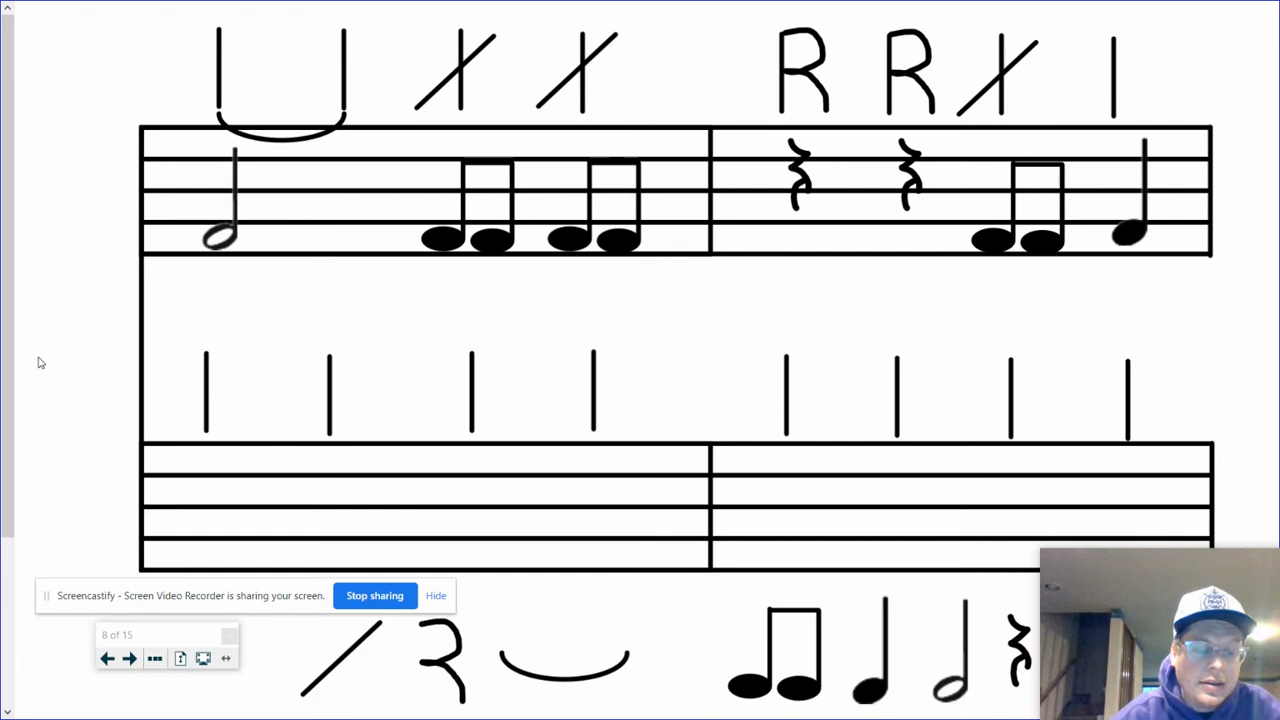 R R
Screencastify - Screen Video Recorder is sharing your screen. Stop sharing Hide
8 of 15